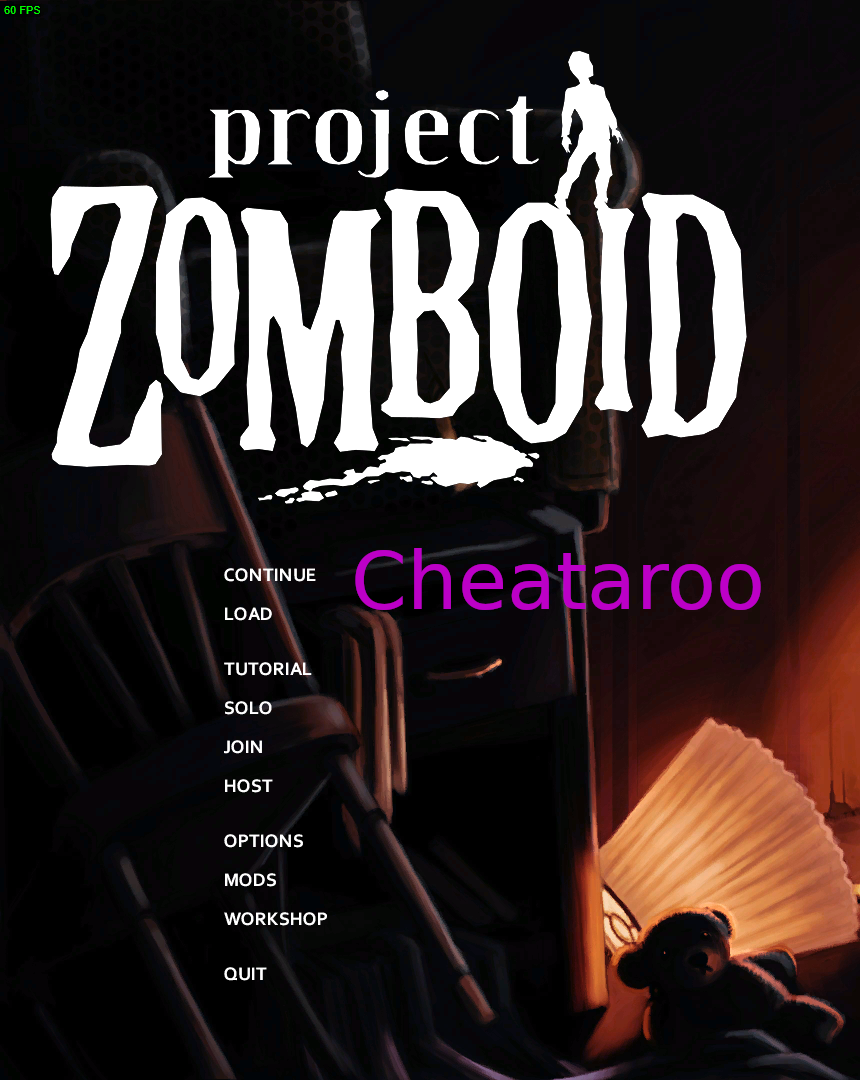 60 FPS
project
ZOMBOID
CONTINUE
Cheataroo
LOAD
TUTORIAL
SOLO
JOIN
HOST
OPTIONS
MODS
WORKSHOP
QUIT